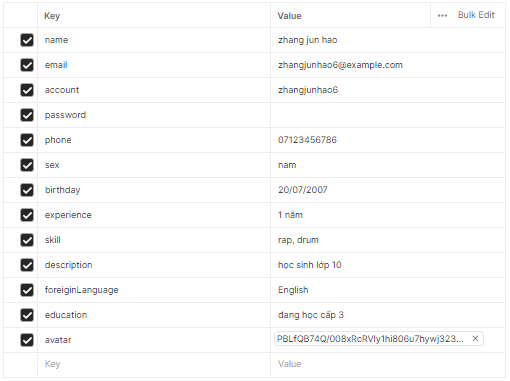 Key Value ••• Bulk Edit
name zhang jun hao
email zhangjunhao6@example.com
account zhangjunhao6
password
phone 07123456786
sex nam
birthday 20/07/2007
experience 1 năm
skill rap, drum
description học sinh lớp 10
foreiginLanguage English
education đang học cấp 3
avatar PBLfQB74Q/008xRcRVly1hi806u7hywj323... ×
Key Value